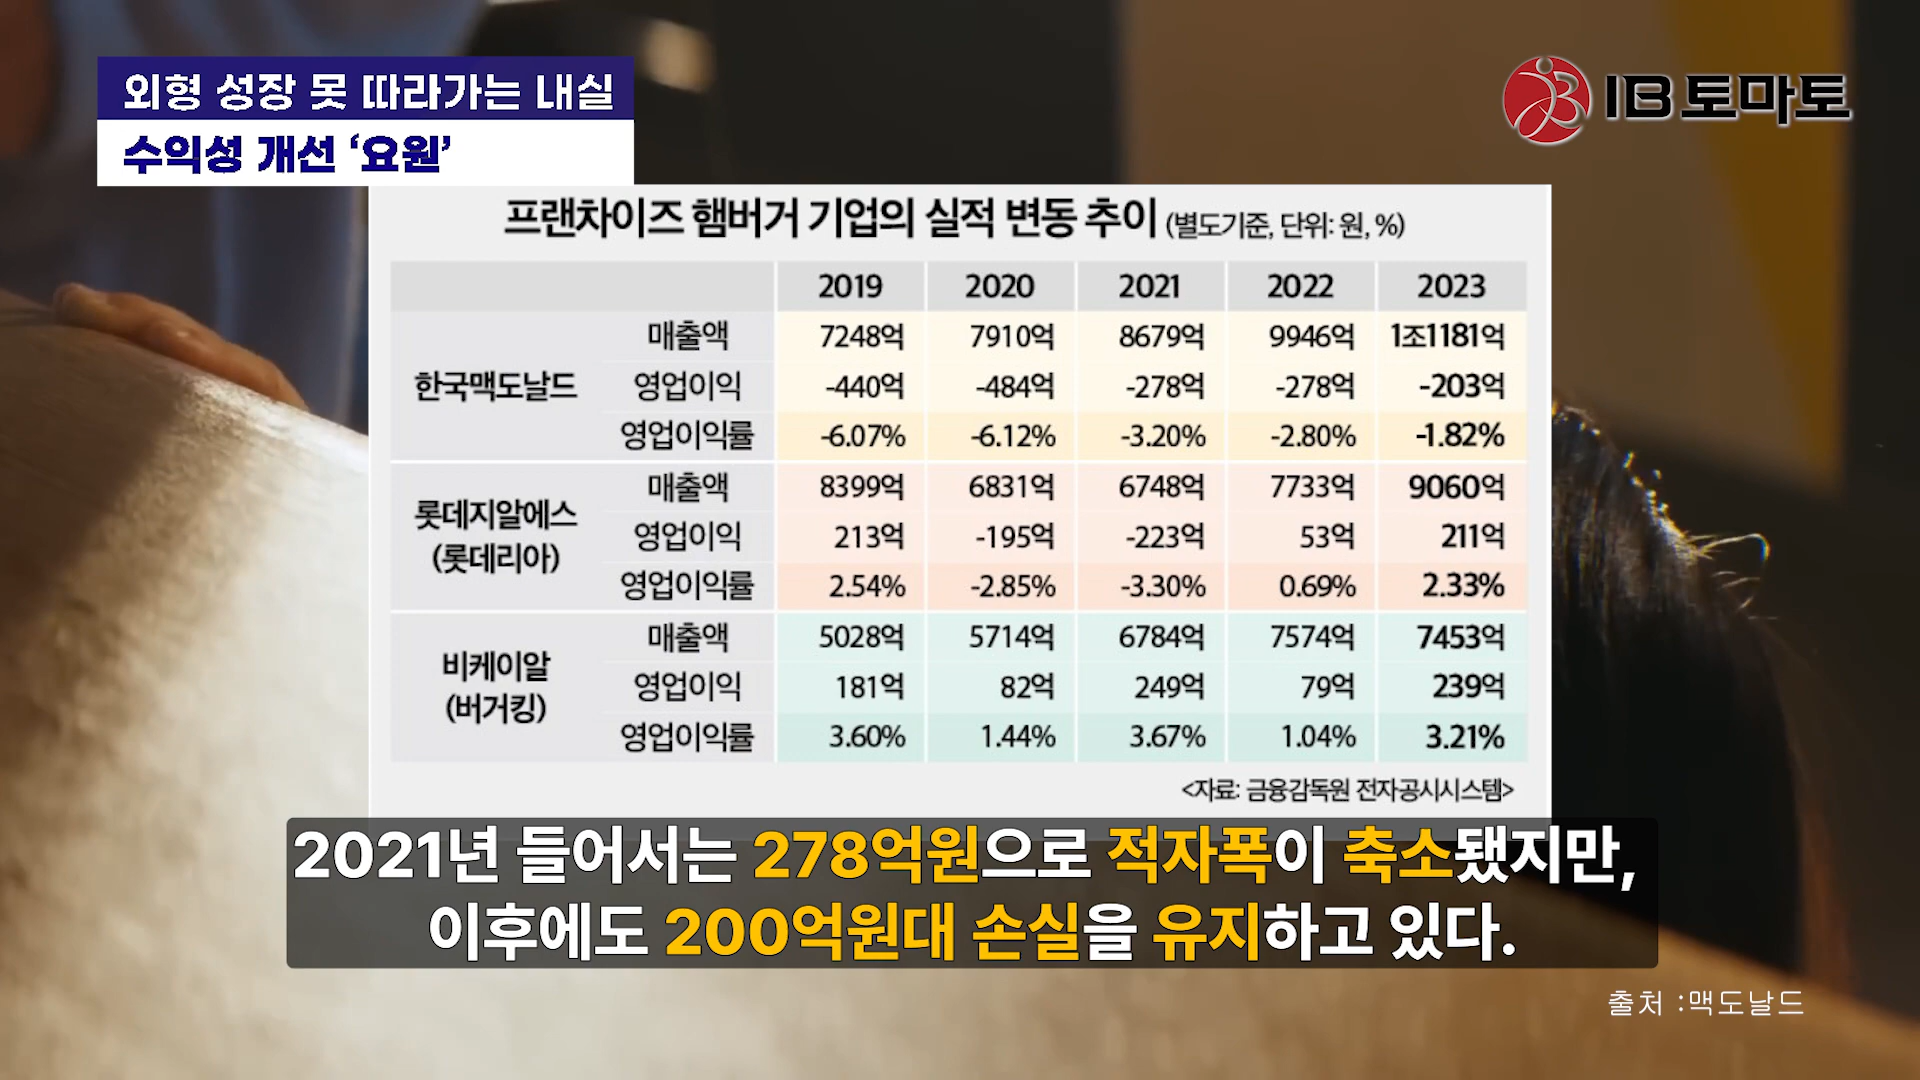 외형 성장 못 따라가는 내실
수익성 개선 ‘요원’
IB토마토
프랜차이즈 햄버거 기업의 실적 변동 추이 (별도기준, 단위: 원, %)
2019 2020 2021 2022 2023
한국맥도날드
매출액 7248억 7910억 8679억 9946억 1조1181억
영업이익 -440억 -484억 -278억 -278억 -203억
영업이익률 -6.07% -6.12% -3.20% -2.80% -1.82%
롯데지알에스
(롯데리아)
매출액 8399억 6831억 6748억 7733억 9060억
영업이익 213억 -195억 -223억 53억 211억
영업이익률 2.54% -2.85% -3.30% 0.69% 2.33%
비케이알
(버거킹)
매출액 5028억 5714억 6784억 7574억 7453억
영업이익 181억 82억 249억 79억 239억
영업이익률 3.60% 1.44% 3.67% 1.04% 3.21%
<자료: 금융감독원 전자공시시스템>
2021년 들어서는 278억원으로 적자폭이 축소됐지만,
이후에도 200억원대 손실을 유지하고 있다.
출처 :맥도날드